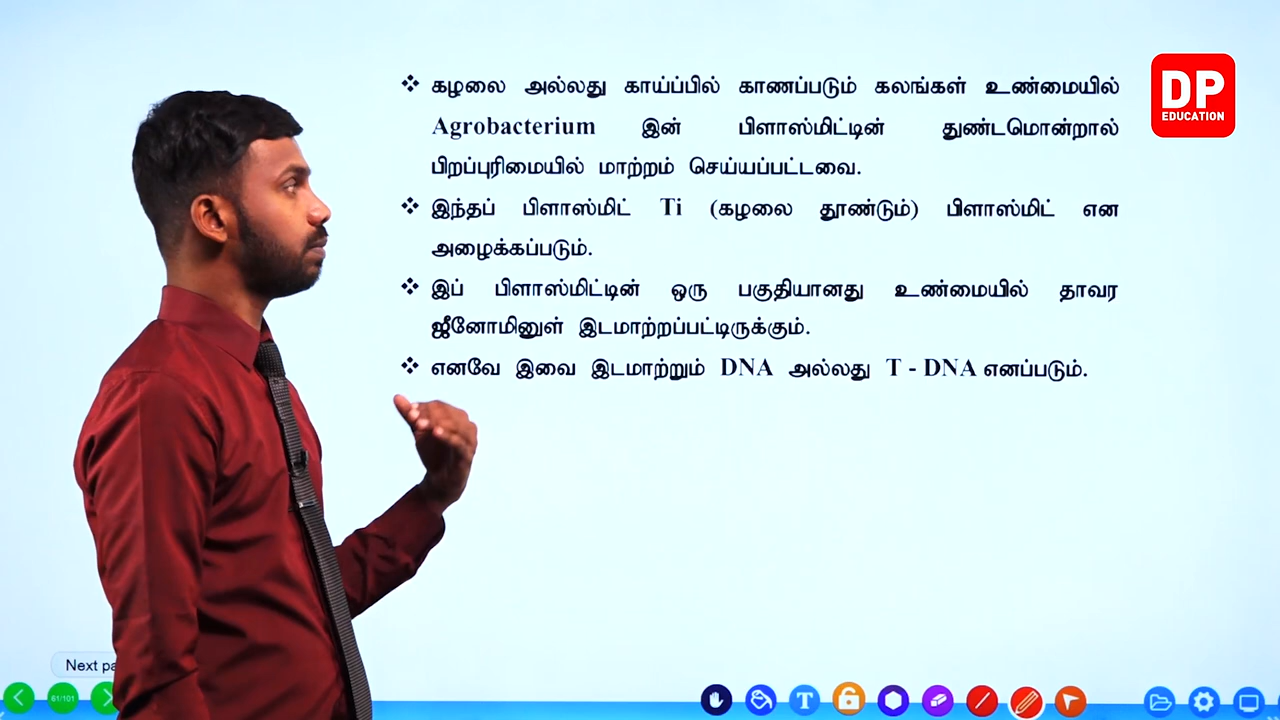 DP
EDUCATION
❖ கழலை அல்லது காய்ப்பில் காணப்படும் கலங்கள் உண்மையில்
Agrobacterium இன் பிளாஸ்மிட்டின் துண்டமொன்றால்
பிறப்புரிமையில் மாற்றம் செய்யப்பட்டவை.
❖ இந்தப் பிளாஸ்மிட் Ti (கழலை தூண்டும்) பிளாஸ்மிட் என
அழைக்கப்படும்.
❖ இப் பிளாஸ்மிட்டின் ஒரு பகுதியானது உண்மையில் தாவர
ஜீனோமினுள் இடமாற்றப்பட்டிருக்கும்.
❖ எனவே இவை இடமாற்றும் DNA அல்லது T - DNA எனப்படும்.
Next pa
61/101
T